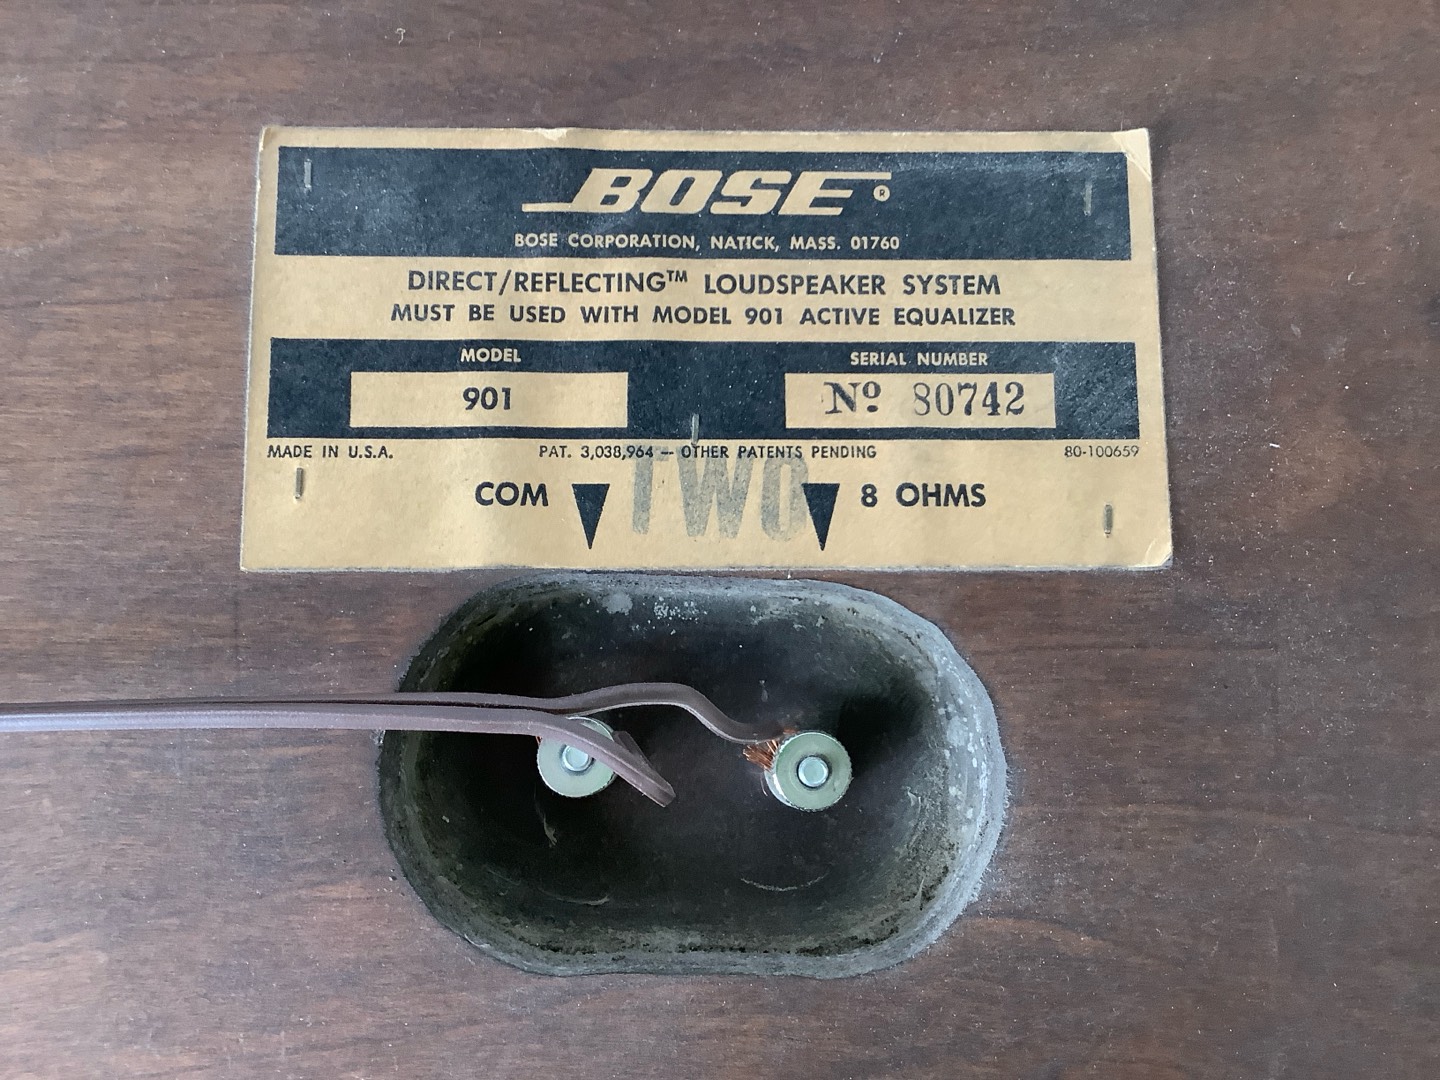 BOSE®
BOSE CORPORATION, NATICK, MASS. 01760
DIRECT/REFLECTING™ LOUDSPEAKER SYSTEM
MUST BE USED WITH MODEL 901 ACTIVE EQUALIZER
MODEL SERIAL NUMBER
901 Nº 80742
MADE IN U.S.A. PAT. 3,038,964 — OTHER PATENTS PENDING 80-100659
COM TWO 8 OHMS